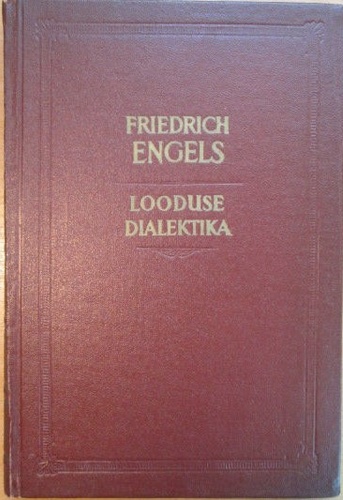 FRIEDRICH
ENGELS
LOODUSE
DIALEKTIKA